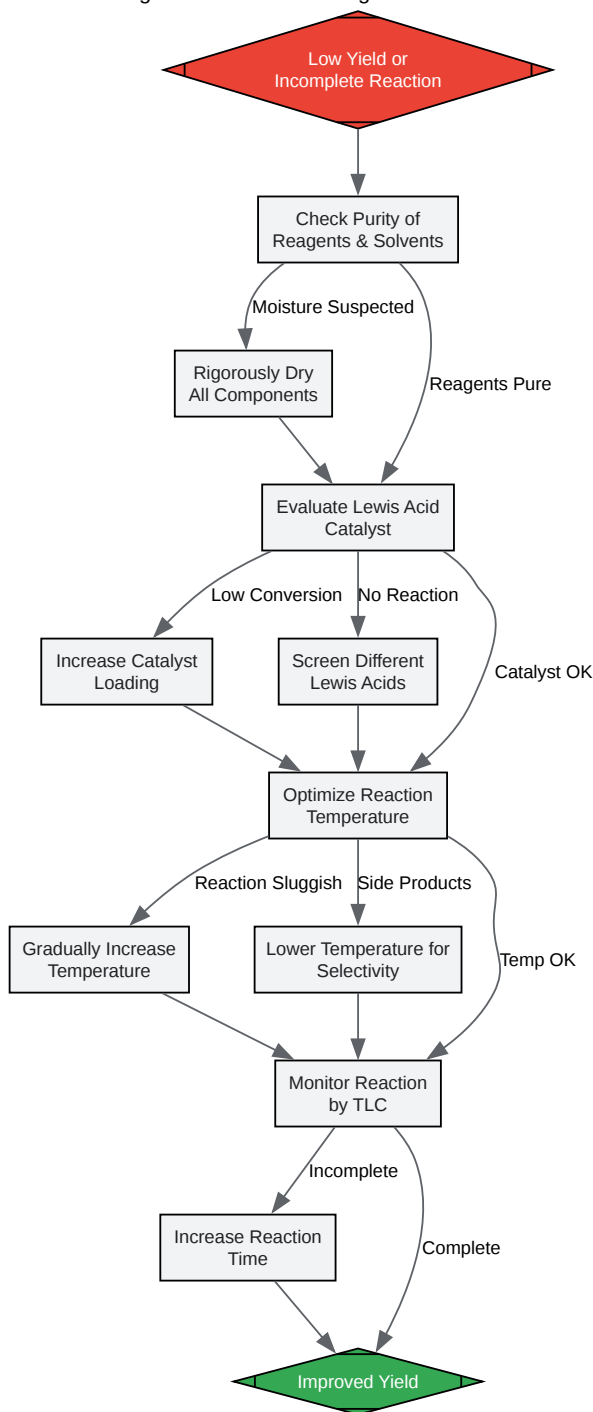 Low Yield or
Incomplete Reaction
Check Purity of
Reagents & Solvents
Moisture Suspected
Rigorously Dry
All Components
Reagents Pure
Evaluate Lewis Acid
Catalyst
Low Conversion
No Reaction
Increase Catalyst
Loading
Screen Different
Lewis Acids
Catalyst OK
Optimize Reaction
Temperature
Reaction Sluggish
Side Products
Gradually Increase
Temperature
Lower Temperature for
Selectivity
Temp OK
Monitor Reaction
by TLC
Incomplete
Increase Reaction
Time
Complete
Improved Yield